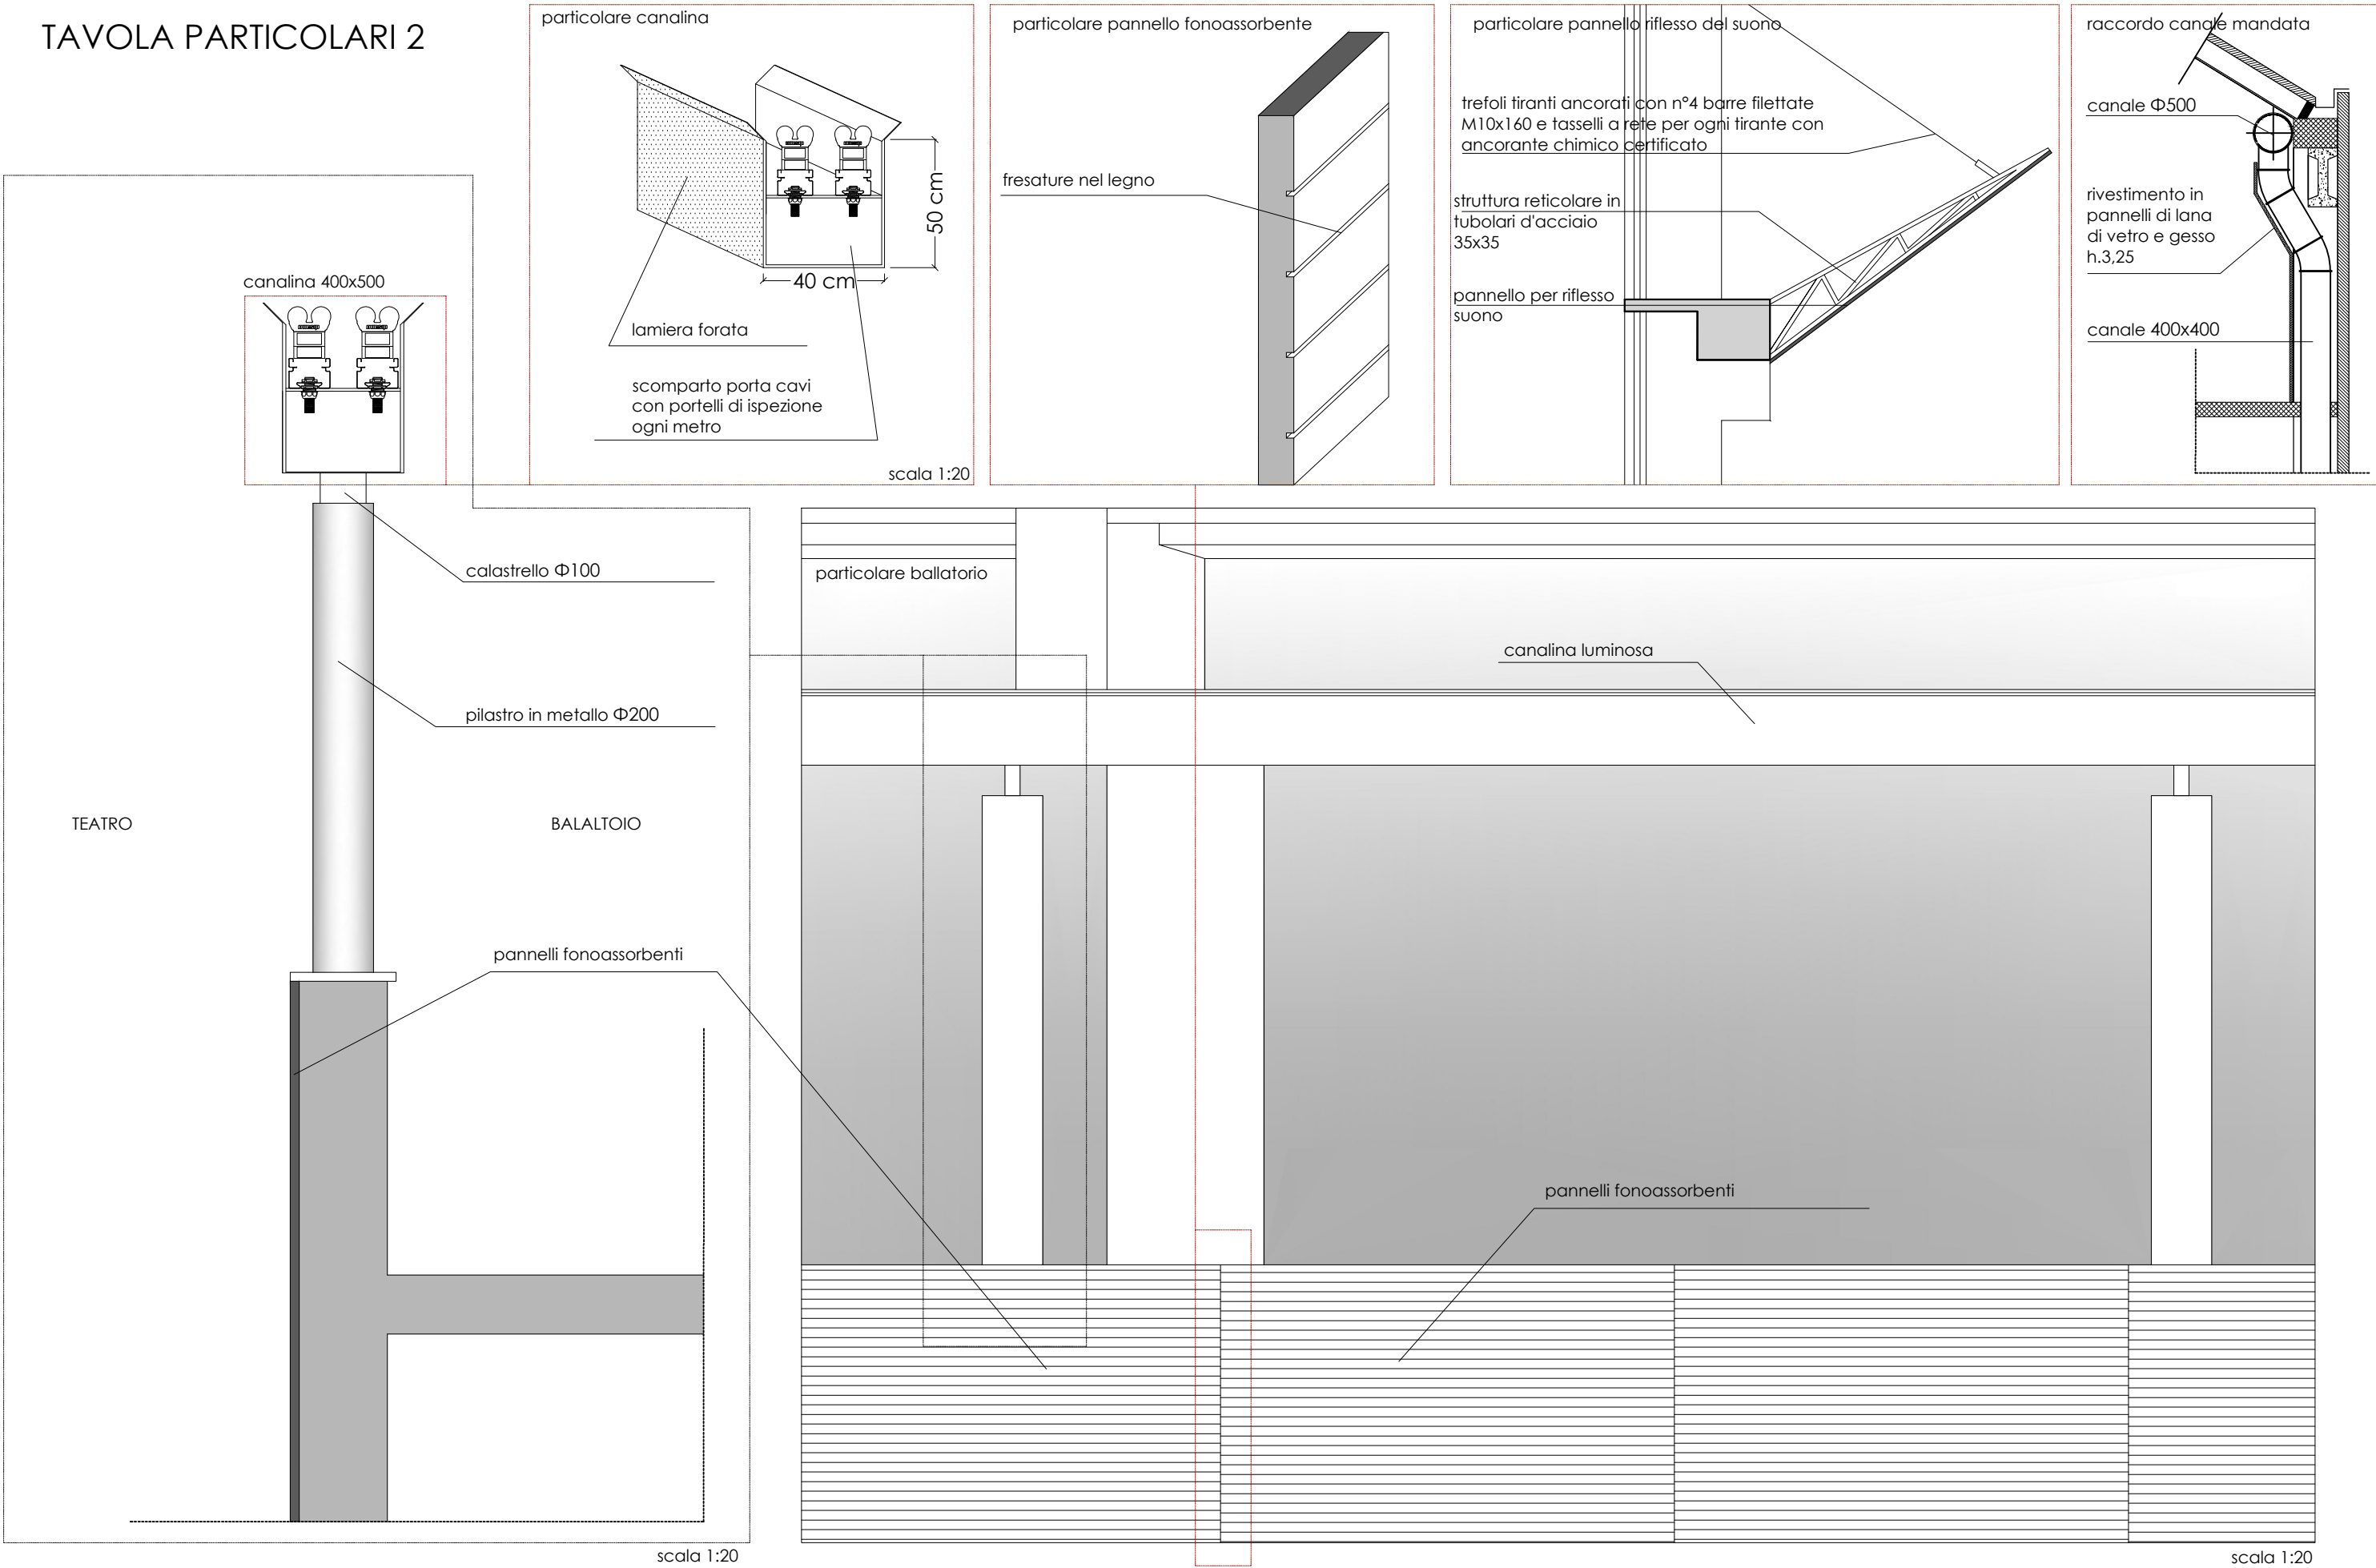 TAVOLA PARTICOLARI 2
particolare canalina
50 cm
40 cm
lamiera forata
scomparto porta cavi
con portelli di ispezione
ogni metro
scala 1:20
particolare pannello fonoassorbente
fresature nel legno
particolare pannello riflesso del suono
trefoli tiranti ancorati con n°4 barre filettate
M10x160 e tasselli a rete per ogni tirante con
ancorante chimico certificato
struttura reticolare in
tubolari d'acciaio
35x35
pannello per riflesso
suono
raccordo canale mandata
canale Φ500
rivestimento in
pannelli di lana
di vetro e gesso
h.3,25
canale 400x400
canalina 400x500
calastrello Φ100
pilastro in metallo Φ200
TEATRO
BALALTOIO
pannelli fonoassorbenti
scala 1:20
particolare ballatorio
canalina luminosa
pannelli fonoassorbenti
scala 1:20